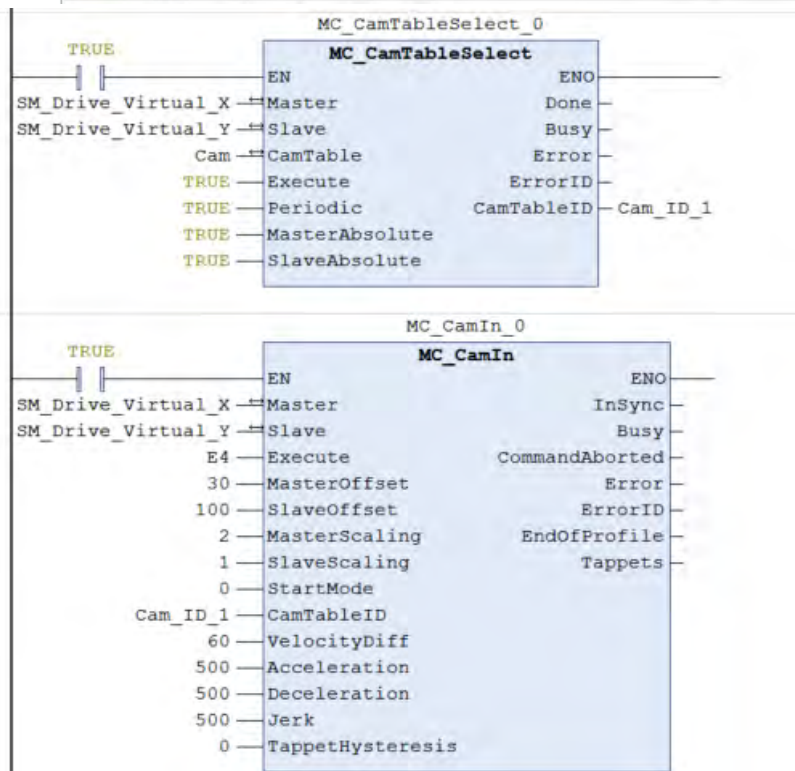 MC_CamTableSelect_0
TRUE
MC_CamTableSelect
EN ENO
SM_Drive_Virtual_X Master Done
SM_Drive_Virtual_Y Slave Busy
Cam CamTable Error
TRUE Execute ErrorID
TRUE Periodic CamTableID Cam_ID_1
TRUE MasterAbsolute
TRUE SlaveAbsolute
MC_CamIn_0
TRUE
MC_CamIn
EN ENO
SM_Drive_Virtual_X Master InSync
SM_Drive_Virtual_Y Slave Busy
E4 Execute CommandAborted
30 MasterOffset Error
100 SlaveOffset ErrorID
2 MasterScaling EndOfProfile
1 SlaveScaling Tappets
0 StartMode
Cam_ID_1 CamTableID
60 VelocityDiff
500 Acceleration
500 Deceleration
500 Jerk
0 TappetHysteresis